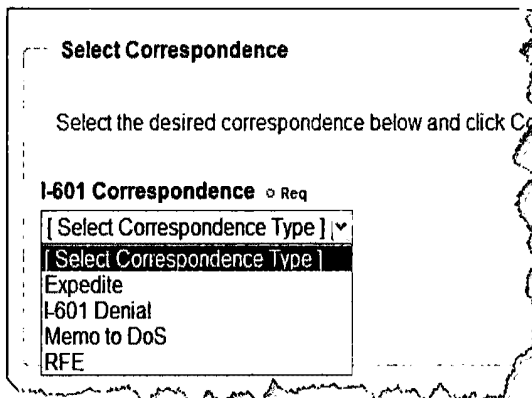 Select Correspondence
Select the desired correspondence below and click
I-601 Correspondence o Req
[ Select Correspondence Type ]
[ Select Correspondence Type ]
Expedite
I-601 Denial
Memo to DoS
RFE